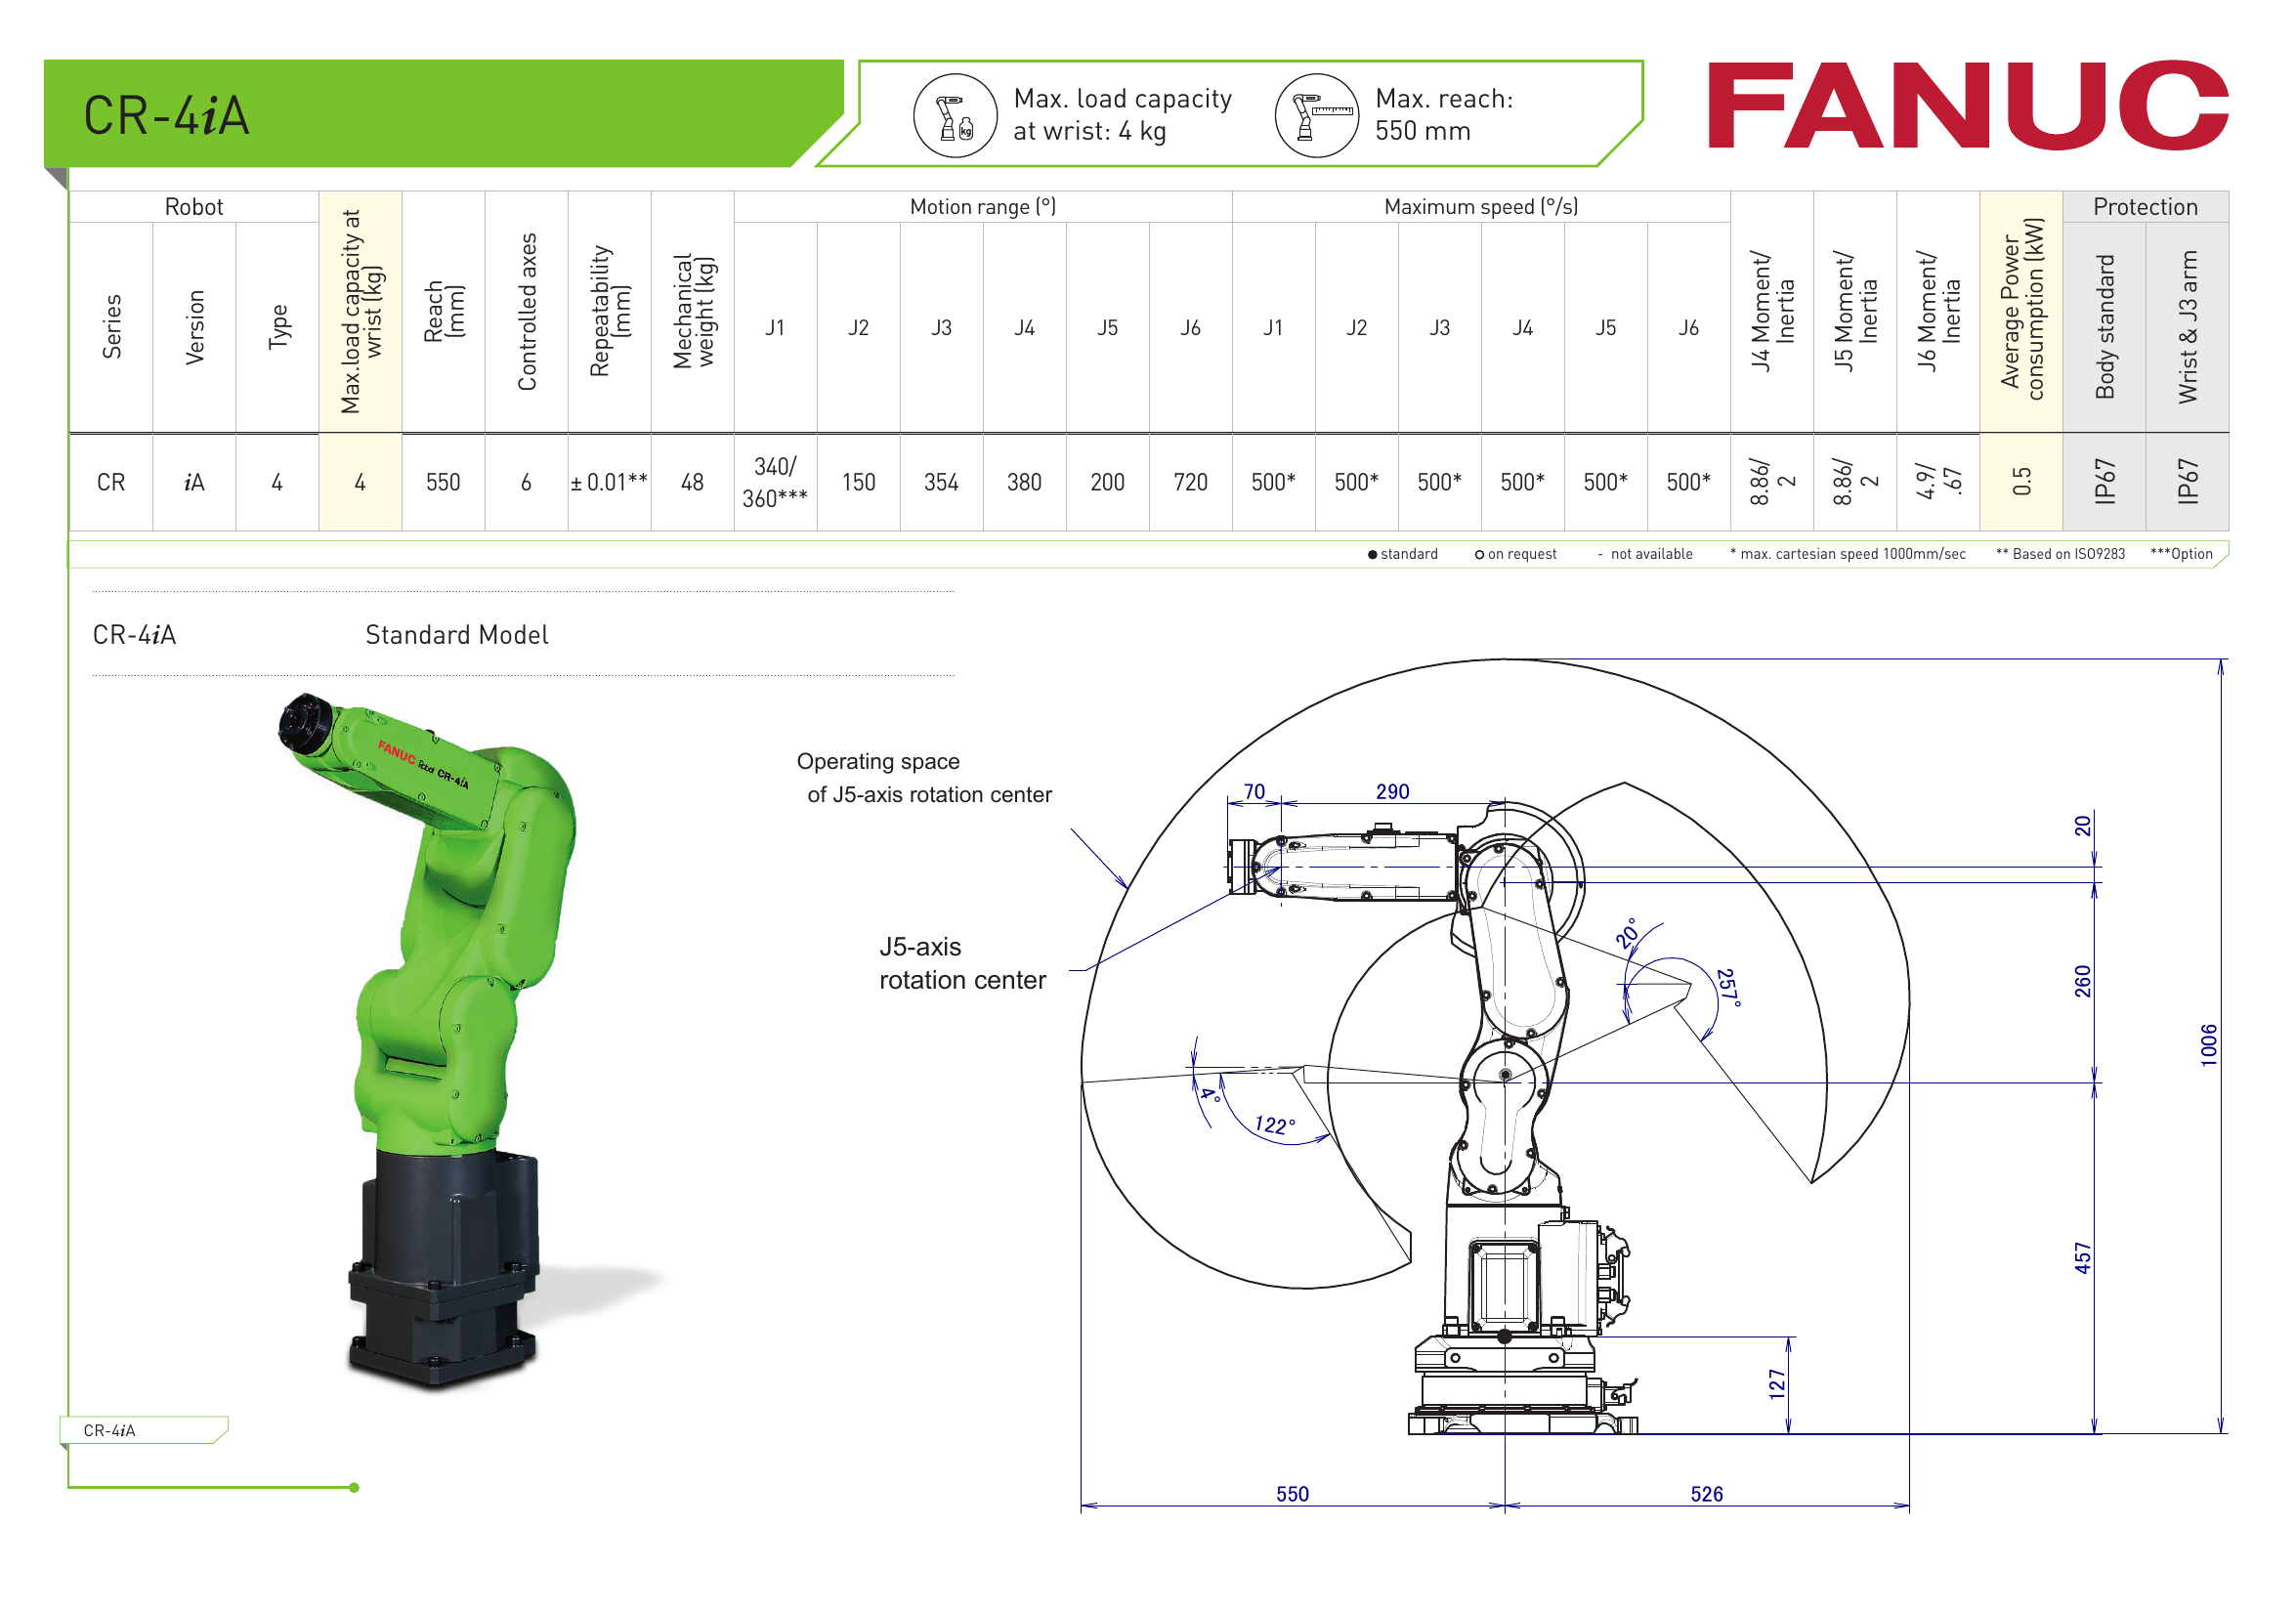 CR-4iA
Max. load capacity
at wrist: 4 kg
kg
Max. reach:
550 mm
FANUC
Robot
Series
Version
Type
Max.load capacity at
wrist (kg)
Reach
(mm)
Controlled axes
Repeatability
(mm)
Mechanical
weight (kg)
Motion range (°)
J1 J2 J3 J4 J5 J6
Maximum speed (°/s)
J1 J2 J3 J4 J5 J6
J4 Moment/
Inertia
J5 Moment/
Inertia
J6 Moment/
Inertia
Average Power
consumption (kW)
Protection
Body standard
Wrist & J3 arm
CR iA 4 4 550 6 ± 0.01** 48 340/
360*** 150 354 380 200 720 500* 500* 500* 500* 500* 500* 8.86/
2 8.86/
2 4.9/
.67 0.5 IP67 IP67
● standard ○ on request - not available * max. cartesian speed 1000mm/sec ** Based on ISO9283 ***Option
CR-4iA Standard Model
FANUC Robot CR-4iA
Operating space
of J5-axis rotation center
J5-axis
rotation center
70
290
20
20°
257°
260
1006
4°
122°
457
127
550
526
CR-4iA